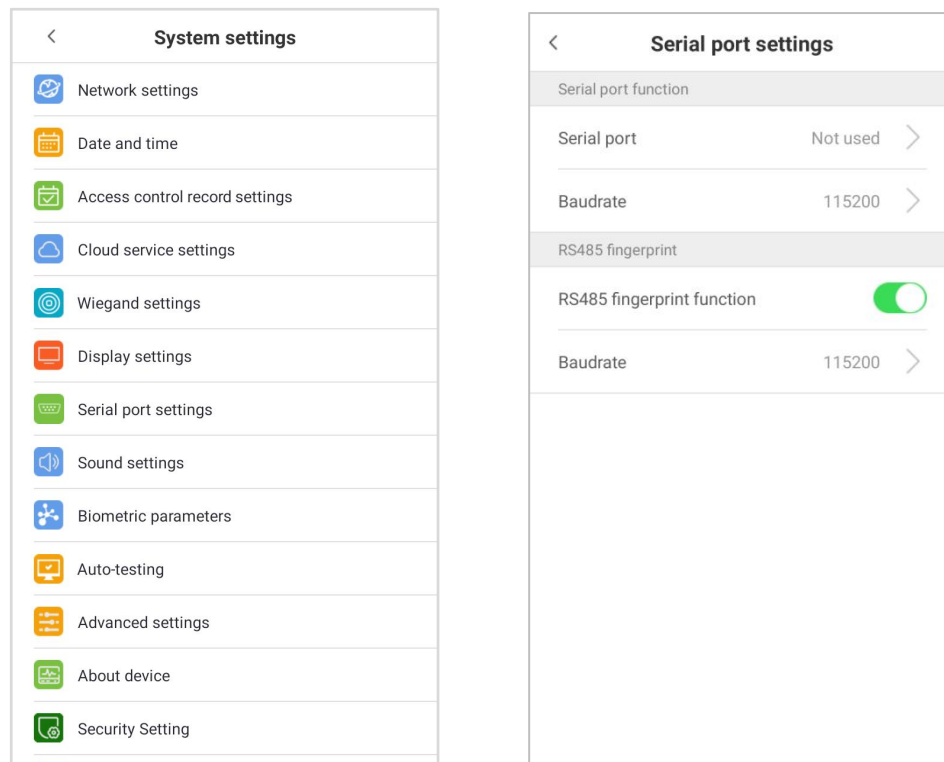 System settings
Network settings
Date and time
Access control record settings
Cloud service settings
Wiegand settings
Display settings
Serial port settings
Sound settings
Biometric parameters
Auto-testing
Advanced settings
About device
Security Setting
Serial port settings
Serial port function
Serial port Not used
Baudrate 115200
RS485 fingerprint
RS485 fingerprint function
Baudrate 115200